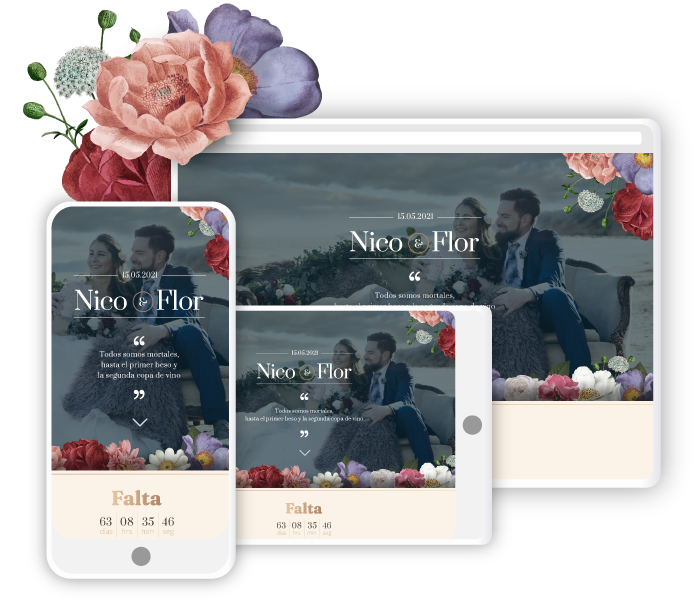 15.05.2021
Nico & Flor
“
Todos somos mortales,
15.05.2021
Nico & Flor
“
Todos somos mortales,
hasta el primer beso y
la segunda copa de vino
”
Falta
63 08 35 46
días hrs min seg
15.05.2021
Nico & Flor
“
Todos somos mortales,
hasta el primer beso y la segunda copa de vino
”
Falta
63 08 35 46
días hrs min seg